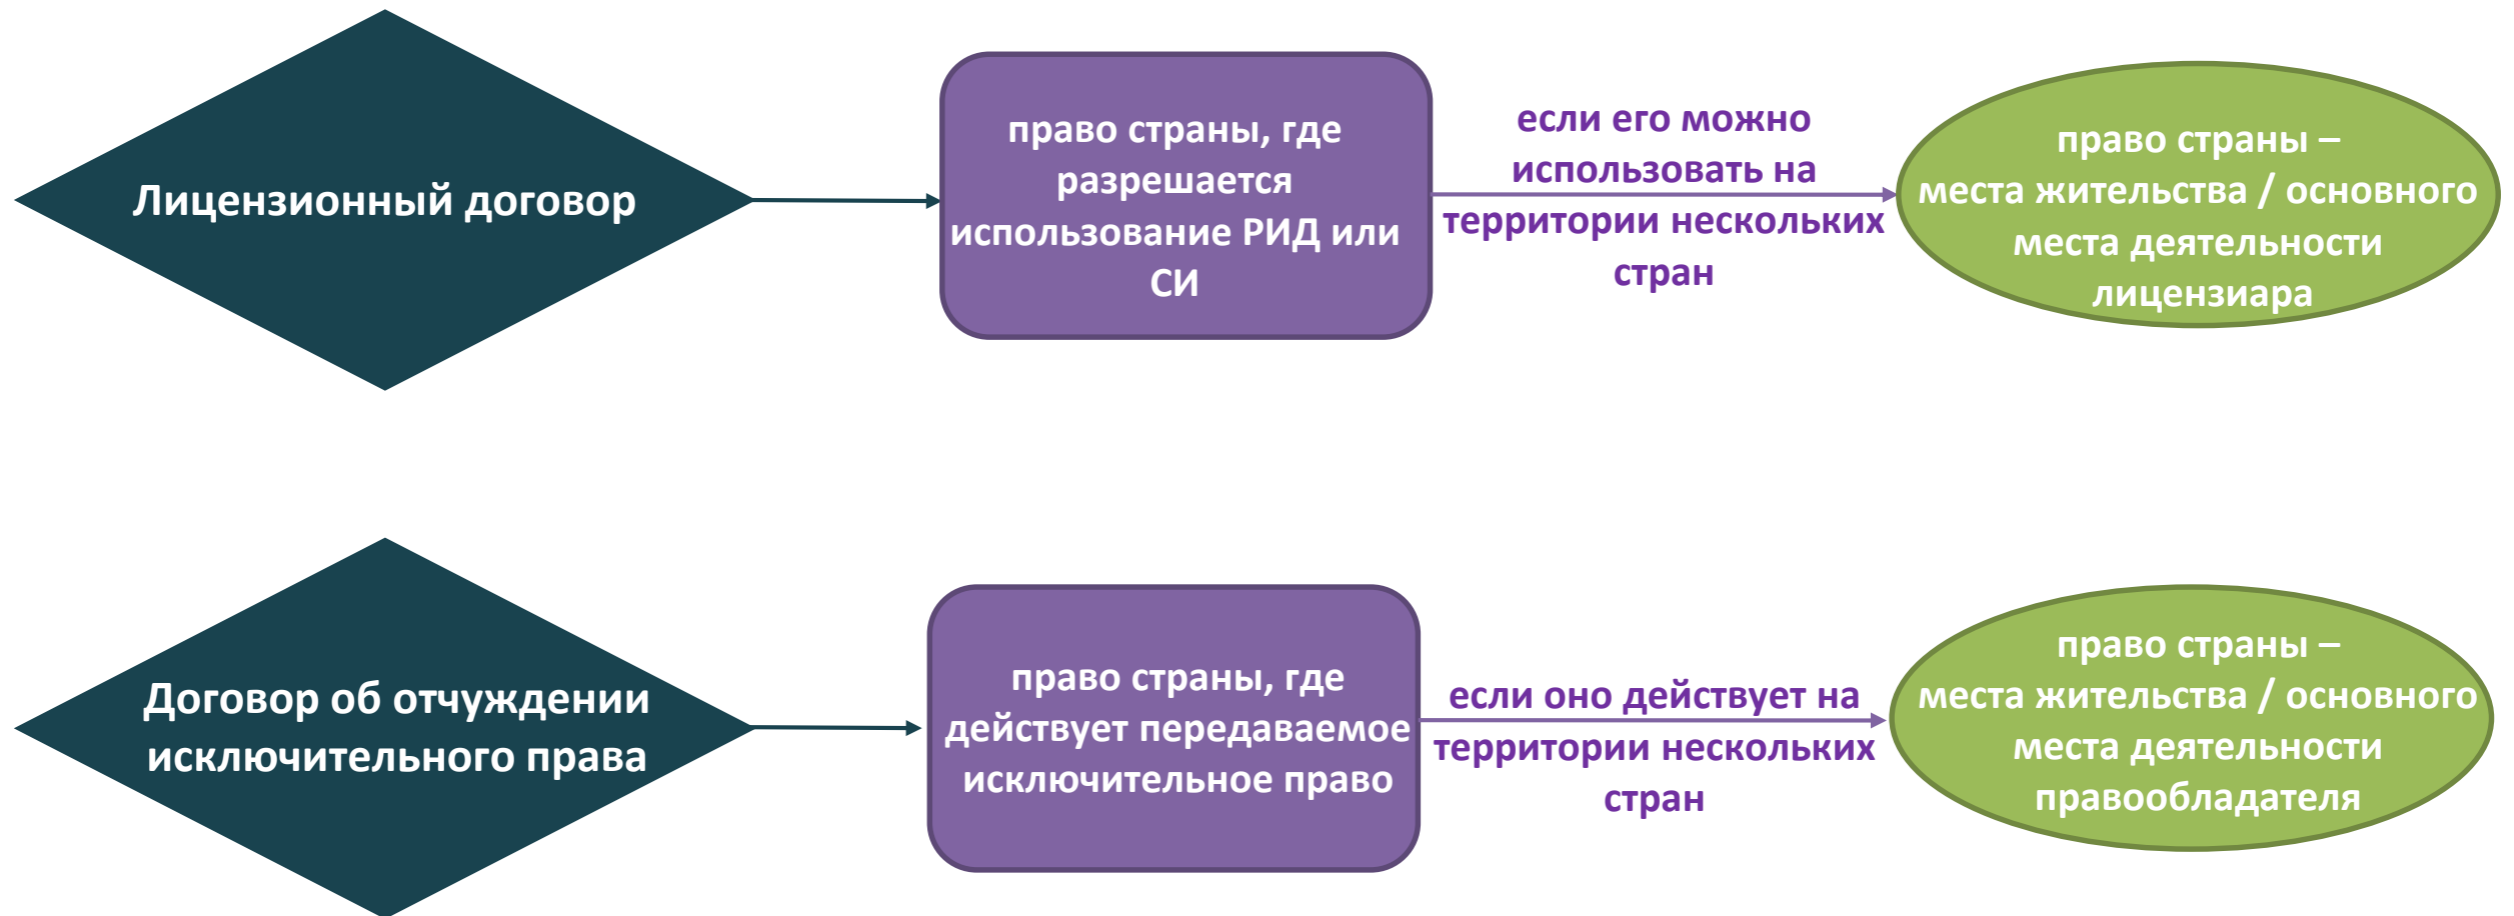 Лицензионный договор
право страны, где
разрешается
использование РИД или
СИ
если его можно
использовать на
территории нескольких
стран
право страны –
места жительства / основного
места деятельности
лицензиара
Договор об отчуждении
исключительного права
право страны, где
действует передаваемое
исключительное право
если оно действует на
территории нескольких
стран
право страны –
места жительства / основного
места деятельности
правообладателя